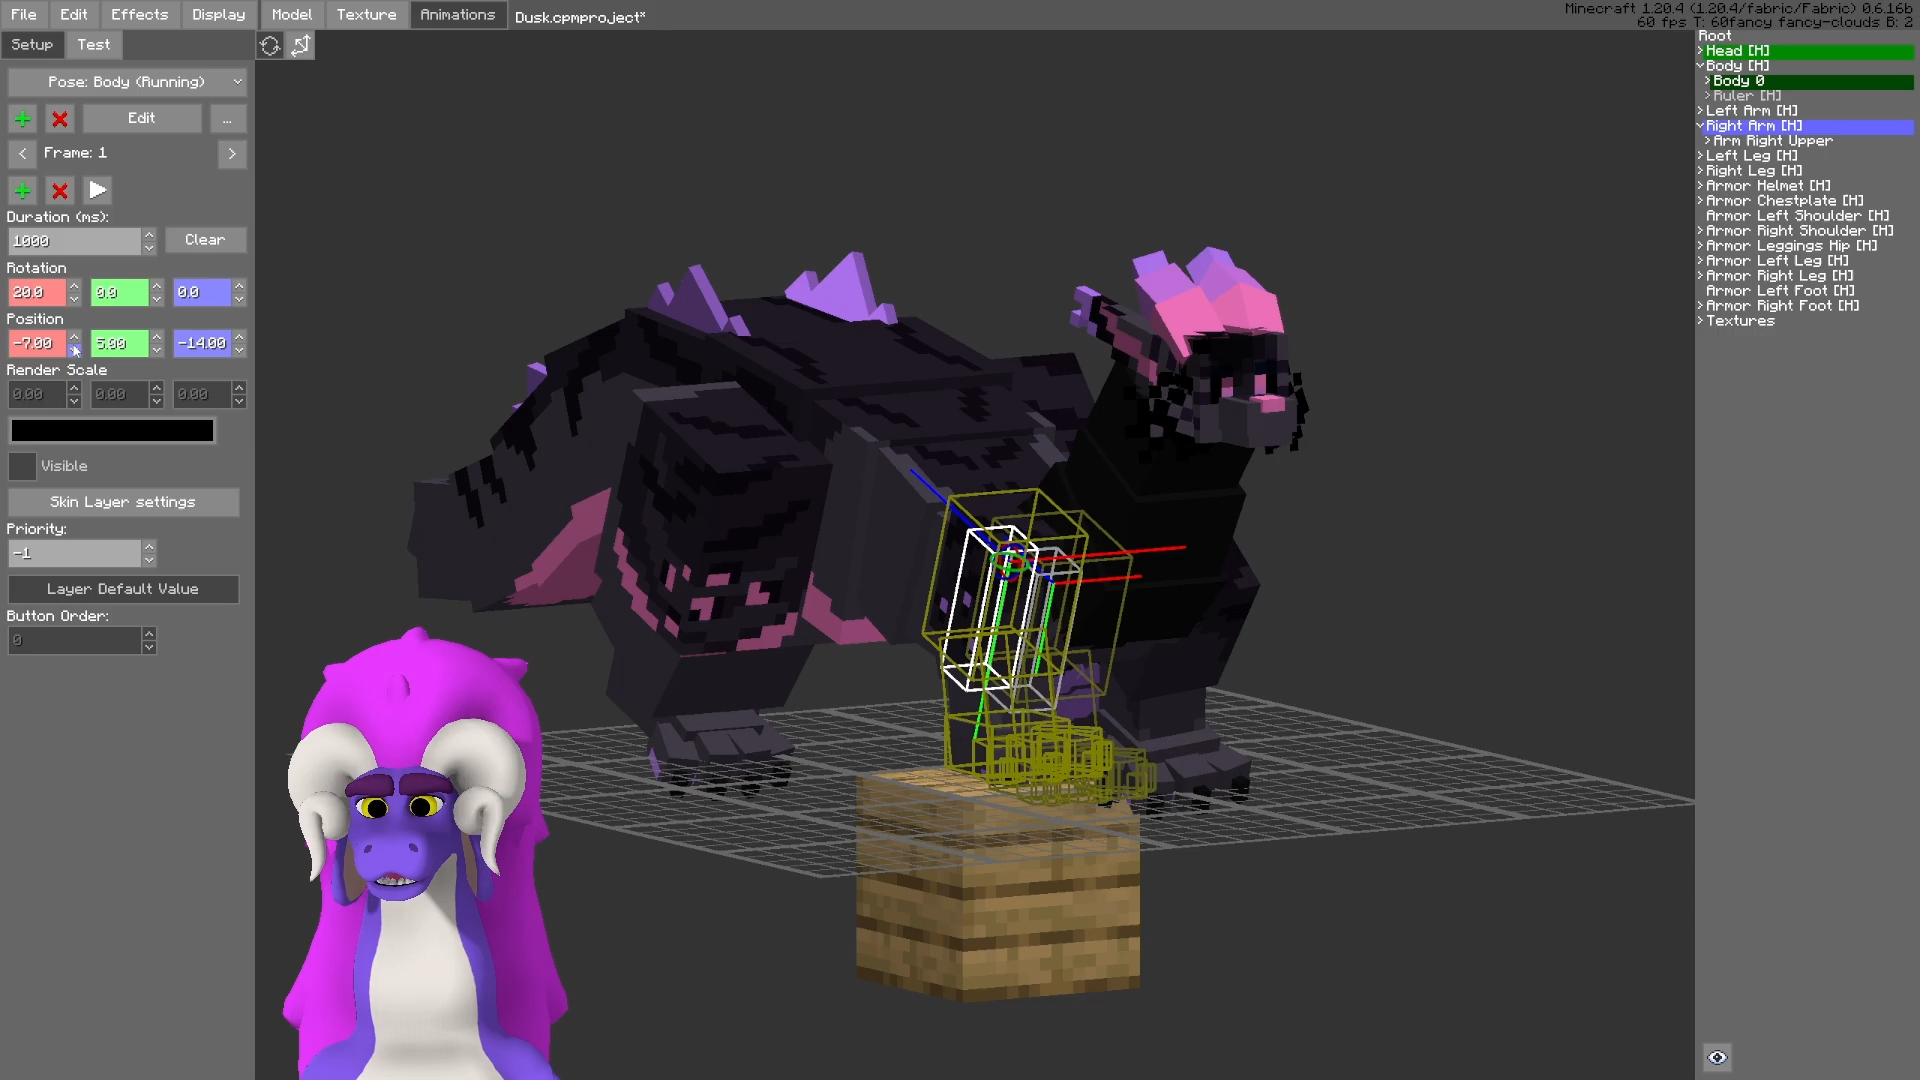 File Edit Effects Display Model Texture Animations Dusk.cpmproject*
Minecraft 1.20.4 (1.20.4/fabric/Fabric) 0.6.16b
60 fps T: 60fancy fancy-clouds B: 2
Setup Test
Pose: Body (Running)
Edit ...
Frame: 1
Duration (ms):
1000 Clear
Rotation
20.0 0.0 0.0
Position
-7.00 5.00 -14.00
Render Scale
0.00 0.00 0.00
Visible
Skin Layer settings
Priority:
-1
Layer Default Value
Button Order:
0
Root
Head [H]
Body [H]
Body 0
Ruler [H]
Left Arm [H]
Right Arm [H]
Arm Right Upper
Left Leg [H]
Right Leg [H]
Armor Helmet [H]
Armor Chestplate [H]
Armor Left Shoulder [H]
Armor Right Shoulder [H]
Armor Leggings Hip [H]
Armor Left Leg [H]
Armor Right Leg [H]
Armor Left Foot [H]
Armor Right Foot [H]
Textures